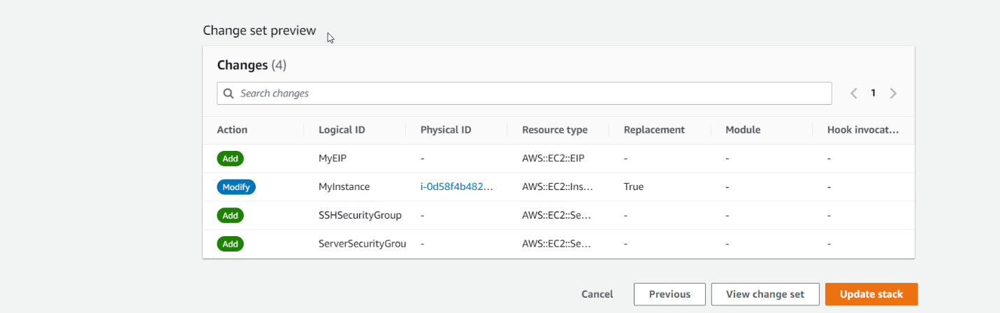 Change set preview
Changes (4)
Search changes
1
Action Logical ID Physical ID Resource type Replacement Module Hook invocat...
Add MyEIP - AWS::EC2::EIP - - -
Modify MyInstance i-0d58f4b482... AWS::EC2::Ins... True - -
Add SSHSecurityGroup - AWS::EC2::Se... - - -
Add ServerSecurityGrou - AWS::EC2::Se... - - -
Cancel Previous View change set Update stack